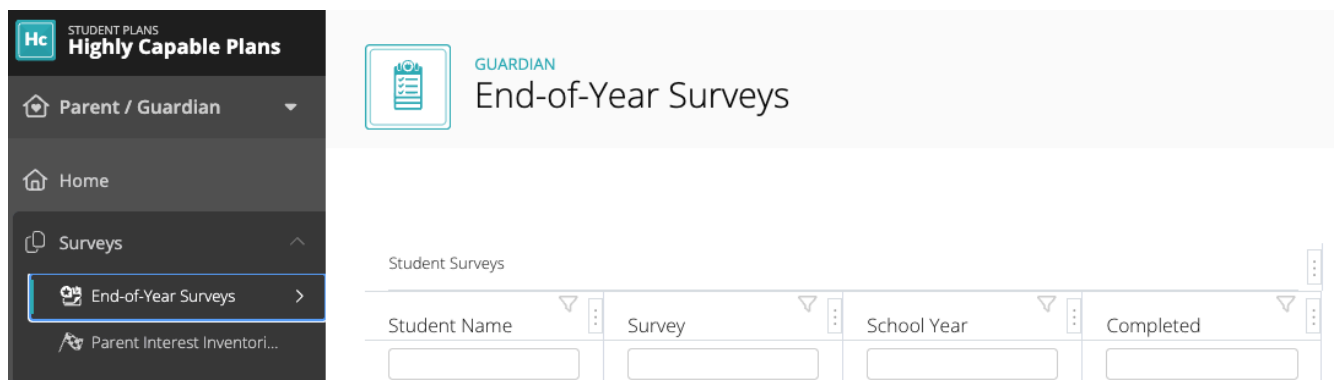 Hc
STUDENT PLANS
Highly Capable Plans
Parent / Guardian
Home
Surveys
End-of-Year Surveys
Parent Interest Inventori...
GUARDIAN
End-of-Year Surveys
Student Surveys
Student Name Survey School Year Completed